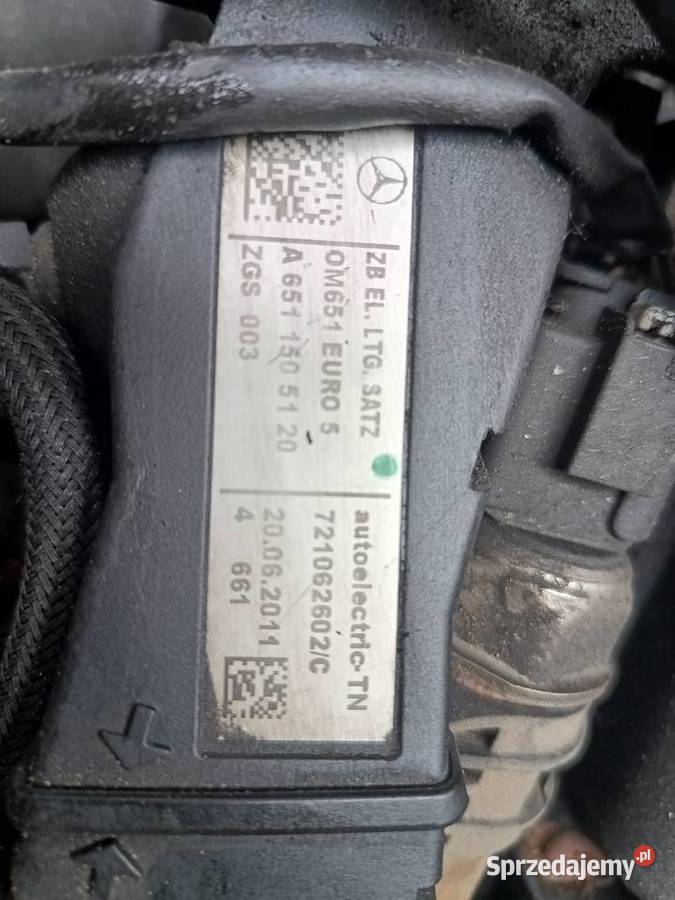 ZB EL. LTG. SATZ
OM651 EURO 5
A 651 150 51 20
ZGS 003
autoelectric-TN
721062602/C
20.06.2011
4 661
Sprzedajemy.pl